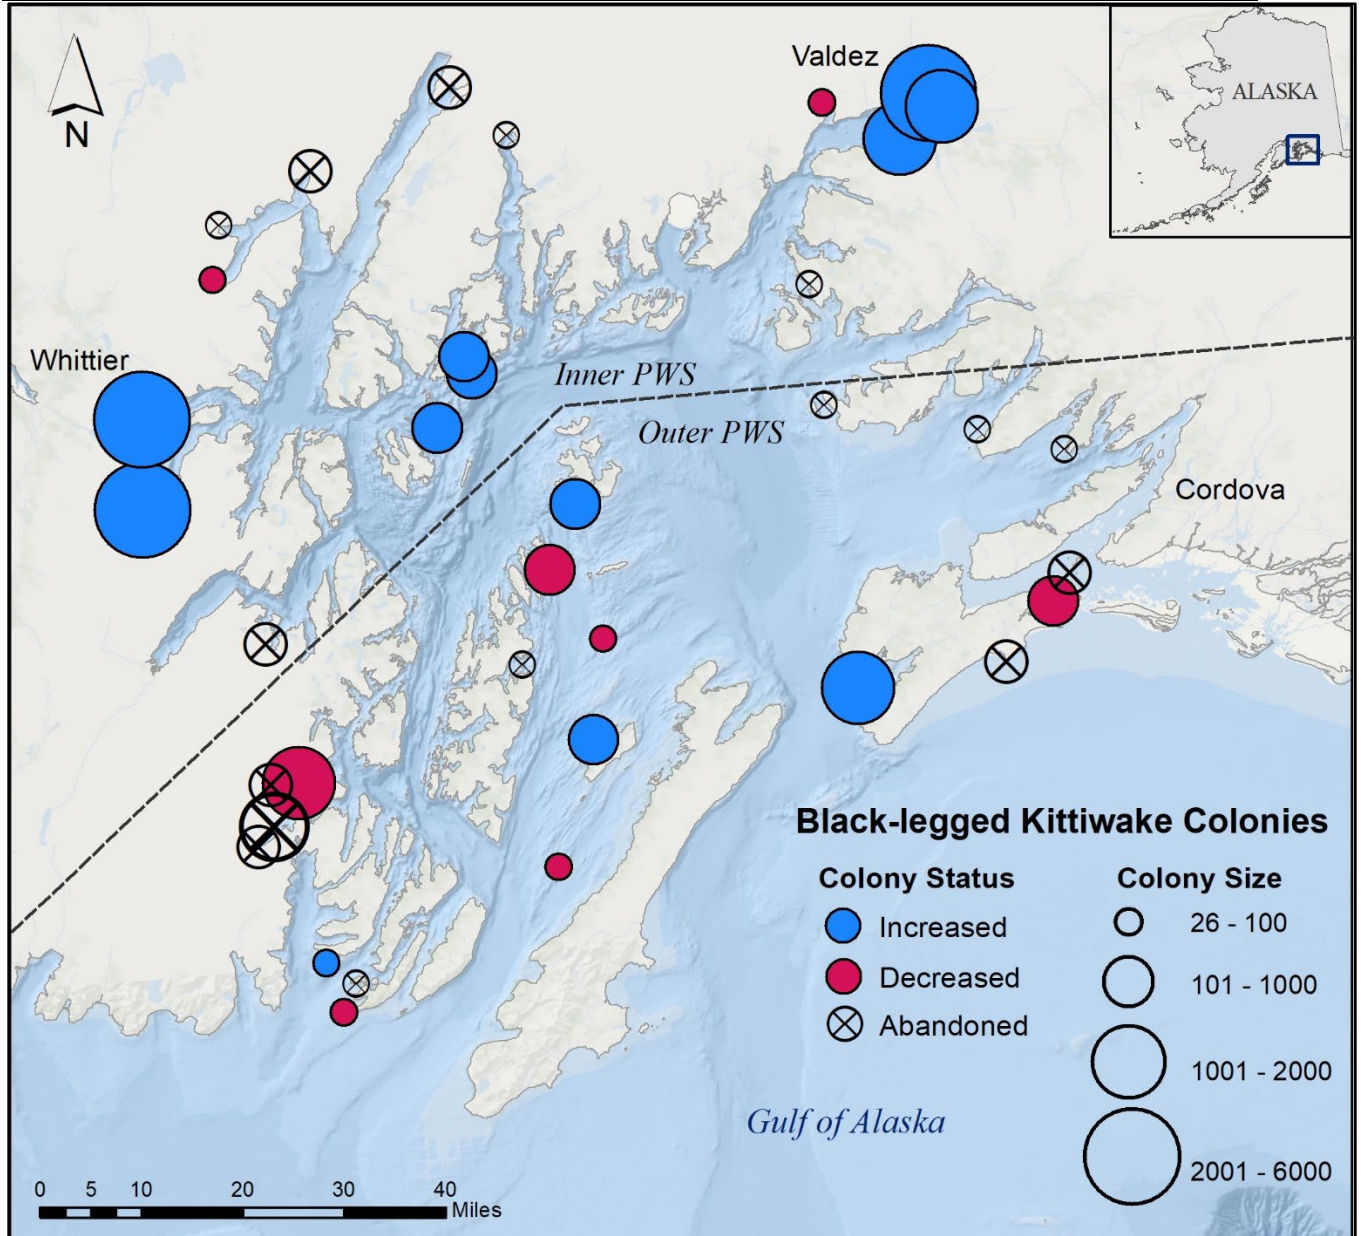 Valdez
ALASKA
N
Whittier
Inner PWS
Outer PWS
Cordova
Black-legged Kittiwake Colonies
Colony Status
Colony Size
Increased
26 - 100
Decreased
101 - 1000
Abandoned
1001 - 2000
Gulf of Alaska
2001 - 6000
0 5 10 20 30 40
Miles